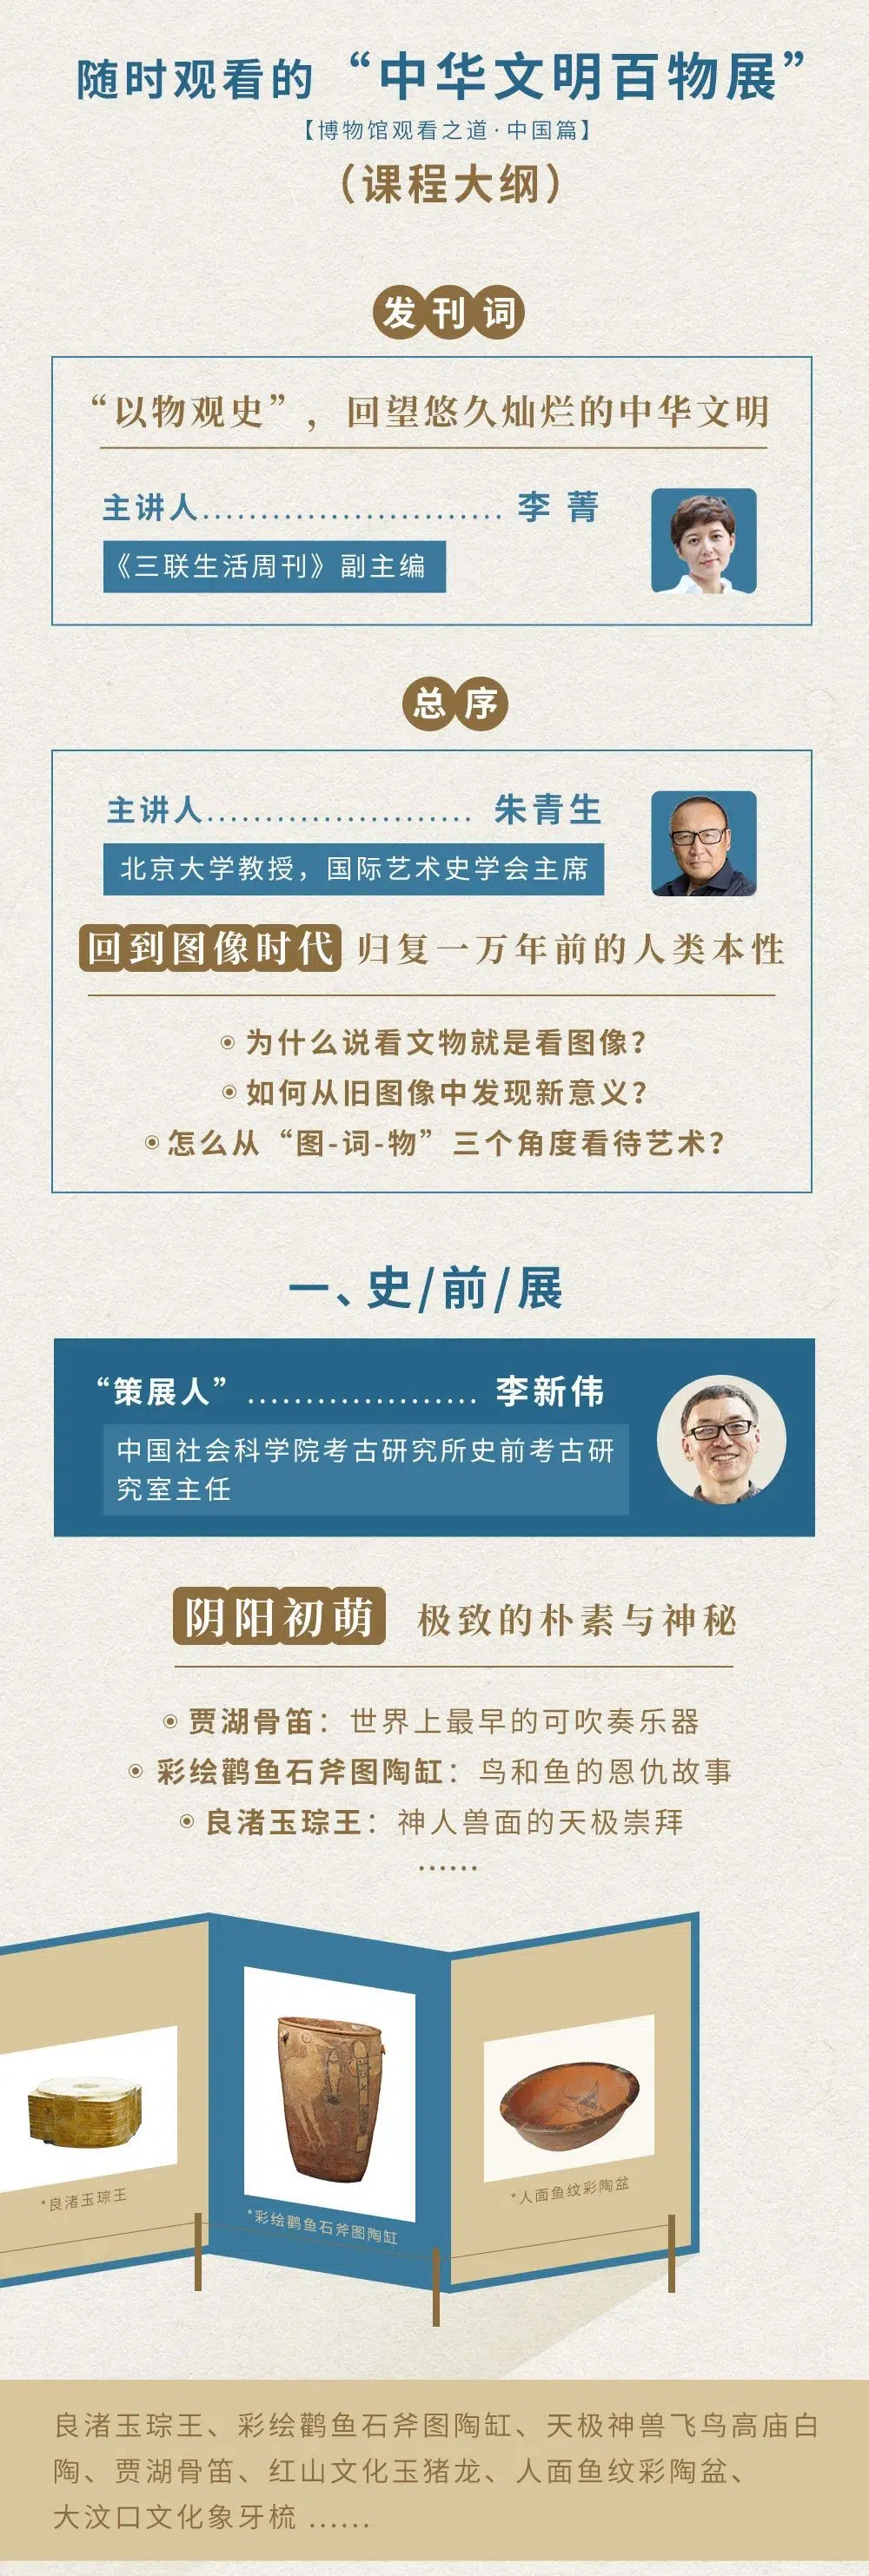 随时观看的“中华文明百物展”
【博物馆观看之道·中国篇】
（课程大纲）
发刊词
“以物观史”，回望悠久灿烂的中华文明
主讲人.......................... 李 菁
《三联生活周刊》副主编
总序
主讲人....................... 朱青生
北京大学教授，国际艺术史学会主席
回到图像时代 归复一万年前的人类本性
◉ 为什么说看文物就是看图像？
◉ 如何从旧图像中发现新意义？
◉ 怎么从“图-词-物”三个角度看待艺术？
一、史/前/展
“策展人” .................... 李新伟
中国社会科学院考古研究所史前考古研
究室主任
阴阳初萌 极致的朴素与神秘
◉ 贾湖骨笛：世界上最早的可吹奏乐器
◉ 彩绘鹳鱼石斧图陶缸：鸟和鱼的恩仇故事
◉ 良渚玉琮王：神人兽面的天极崇拜
......
*良渚玉琮王
*彩绘鹳鱼石斧图陶缸
*人面鱼纹彩陶盆
良渚玉琮王、彩绘鹳鱼石斧图陶缸、天极神兽飞鸟高庙白
陶、贾湖骨笛、红山文化玉猪龙、人面鱼纹彩陶盆、
大汶口文化象牙梳 ......